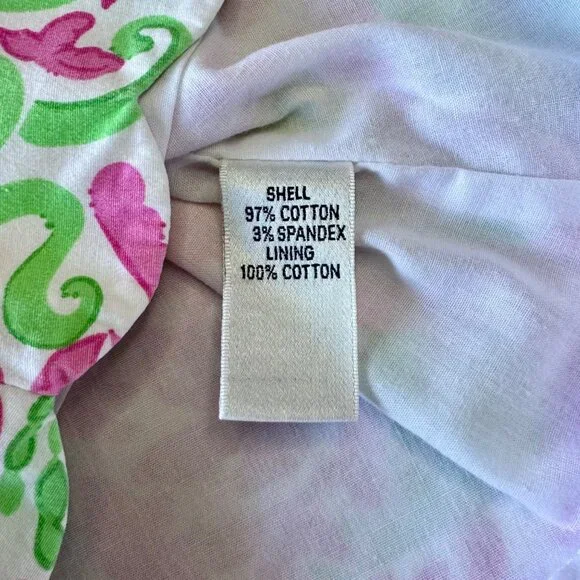 SHELL
97% COTTON
3% SPANDEX
LINING
100% COTTON